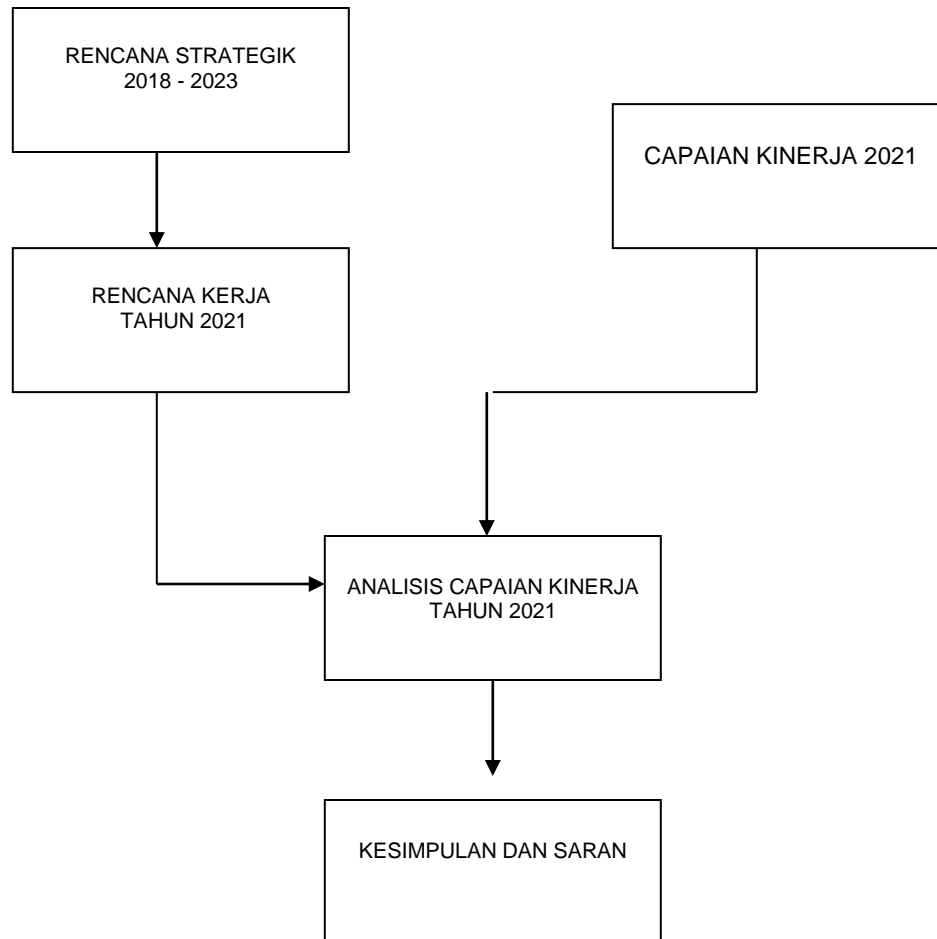 RENCANA STRATEGIK
2018 - 2023
CAPAIAN KINERJA 2021
RENCANA KERJA
TAHUN 2021
ANALISIS CAPAIAN KINERJA
TAHUN 2021
KESIMPULAN DAN SARAN